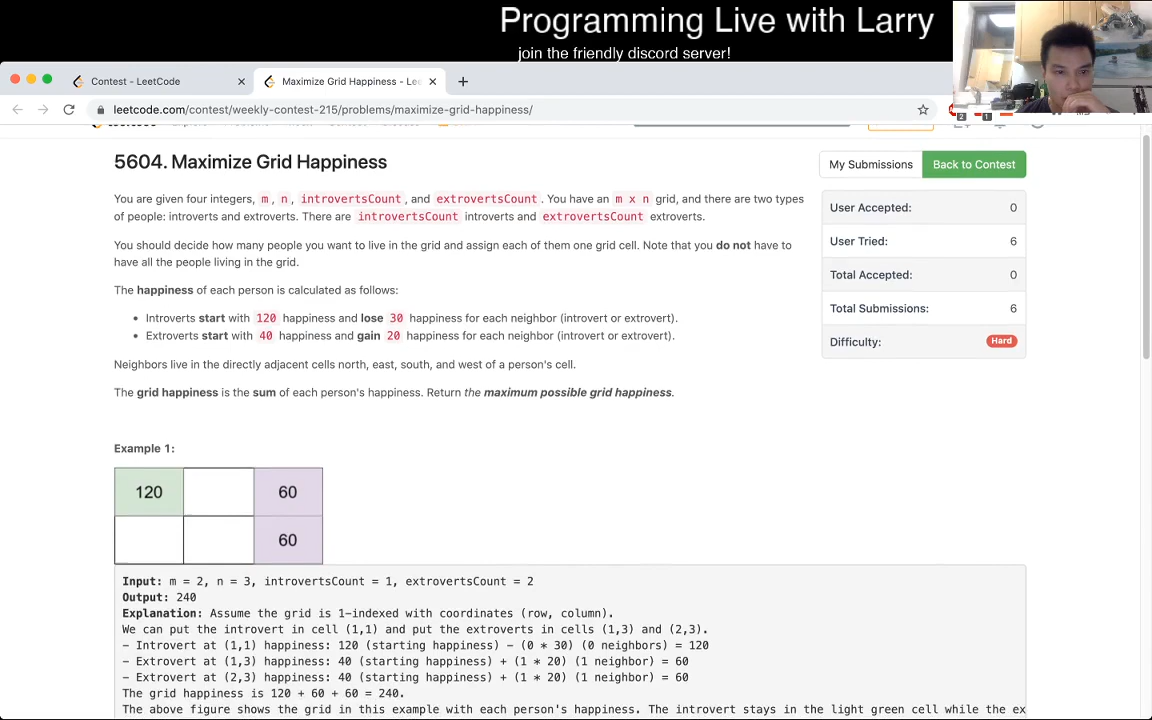 Programming Live with Larry
join the friendly discord server!
Contest - LeetCode
Maximize Grid Happiness - Lee
leetcode.com/contest/weekly-contest-215/problems/maximize-grid-happiness/
2 1
5604. Maximize Grid Happiness
My Submissions Back to Contest
You are given four integers, m, n, introvertsCount, and extrovertsCount. You have an m x n grid, and there are two types
of people: introverts and extroverts. There are introvertsCount introverts and extrovertsCount extroverts.
User Accepted: 0
User Tried: 6
Total Accepted: 0
Total Submissions: 6
Difficulty: Hard
You should decide how many people you want to live in the grid and assign each of them one grid cell. Note that you do not have to
have all the people living in the grid.
The happiness of each person is calculated as follows:
• Introverts start with 120 happiness and lose 30 happiness for each neighbor (introvert or extrovert).
• Extroverts start with 40 happiness and gain 20 happiness for each neighbor (introvert or extrovert).
Neighbors live in the directly adjacent cells north, east, south, and west of a person's cell.
The grid happiness is the sum of each person's happiness. Return the maximum possible grid happiness.
Example 1:
120 60
60
Input: m = 2, n = 3, introvertsCount = 1, extrovertsCount = 2
Output: 240
Explanation: Assume the grid is 1-indexed with coordinates (row, column).
We can put the introvert in cell (1,1) and put the extroverts in cells (1,3) and (2,3).
- Introvert at (1,1) happiness: 120 (starting happiness) - (0 * 30) (0 neighbors) = 120
- Extrovert at (1,3) happiness: 40 (starting happiness) + (1 * 20) (1 neighbor) = 60
- Extrovert at (2,3) happiness: 40 (starting happiness) + (1 * 20) (1 neighbor) = 60
The grid happiness is 120 + 60 + 60 = 240.
The above figure shows the grid in this example with each person's happiness. The introvert stays in the light green cell while the ex